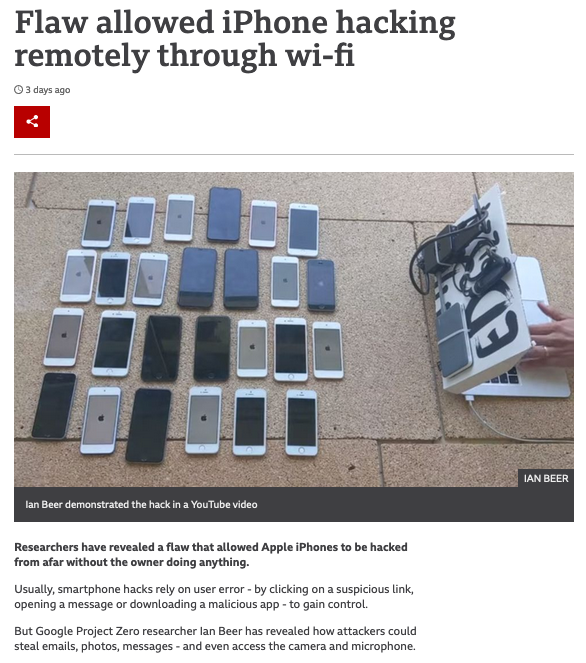 Flaw allowed iPhone hacking
remotely through wi-fi
3 days ago
IAN BEER
Ian Beer demonstrated the hack in a YouTube video
Researchers have revealed a flaw that allowed Apple iPhones to be hacked
from afar without the owner doing anything.
Usually, smartphone hacks rely on user error - by clicking on a suspicious link,
opening a message or downloading a malicious app - to gain control.
But Google Project Zero researcher Ian Beer has revealed how attackers could
steal emails, photos, messages - and even access the camera and microphone.